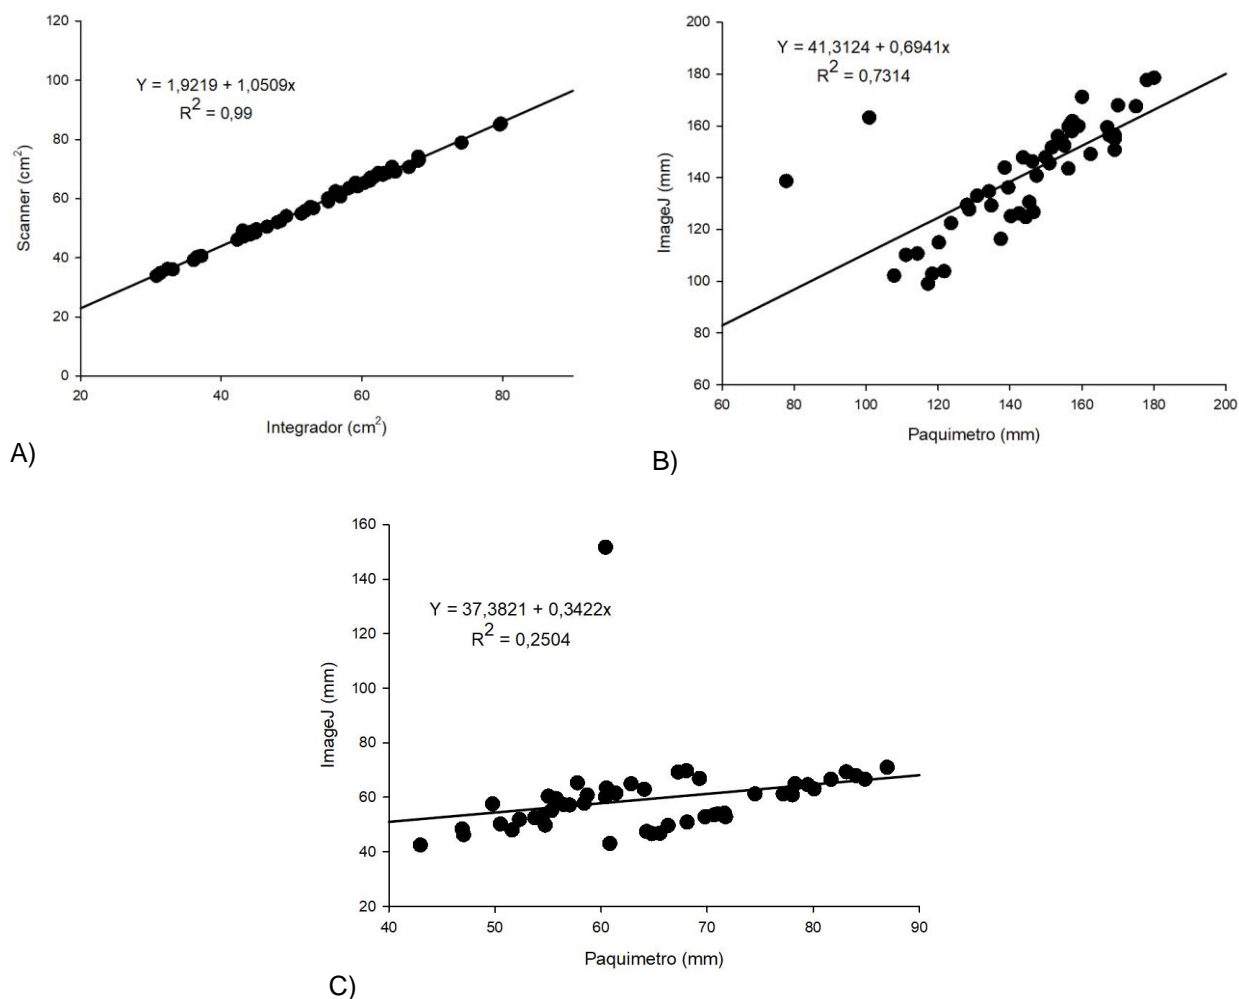 120
100
80
60
40
20
0
Scanner (cm²)
Y = 1,9219 + 1,0509x
R² = 0,99
20 40 60 80
Integrador (cm²)
A)
200
180
160
140
120
100
80
60
ImageJ (mm)
Y = 41,3124 + 0,6941x
R² = 0,7314
60 80 100 120 140 160 180 200
Paquimetro (mm)
B)
160
140
120
100
80
60
40
20
ImageJ (mm)
Y = 37,3821 + 0,3422x
R² = 0,2504
40 50 60 70 80 90
Paquimetro (mm)
C)